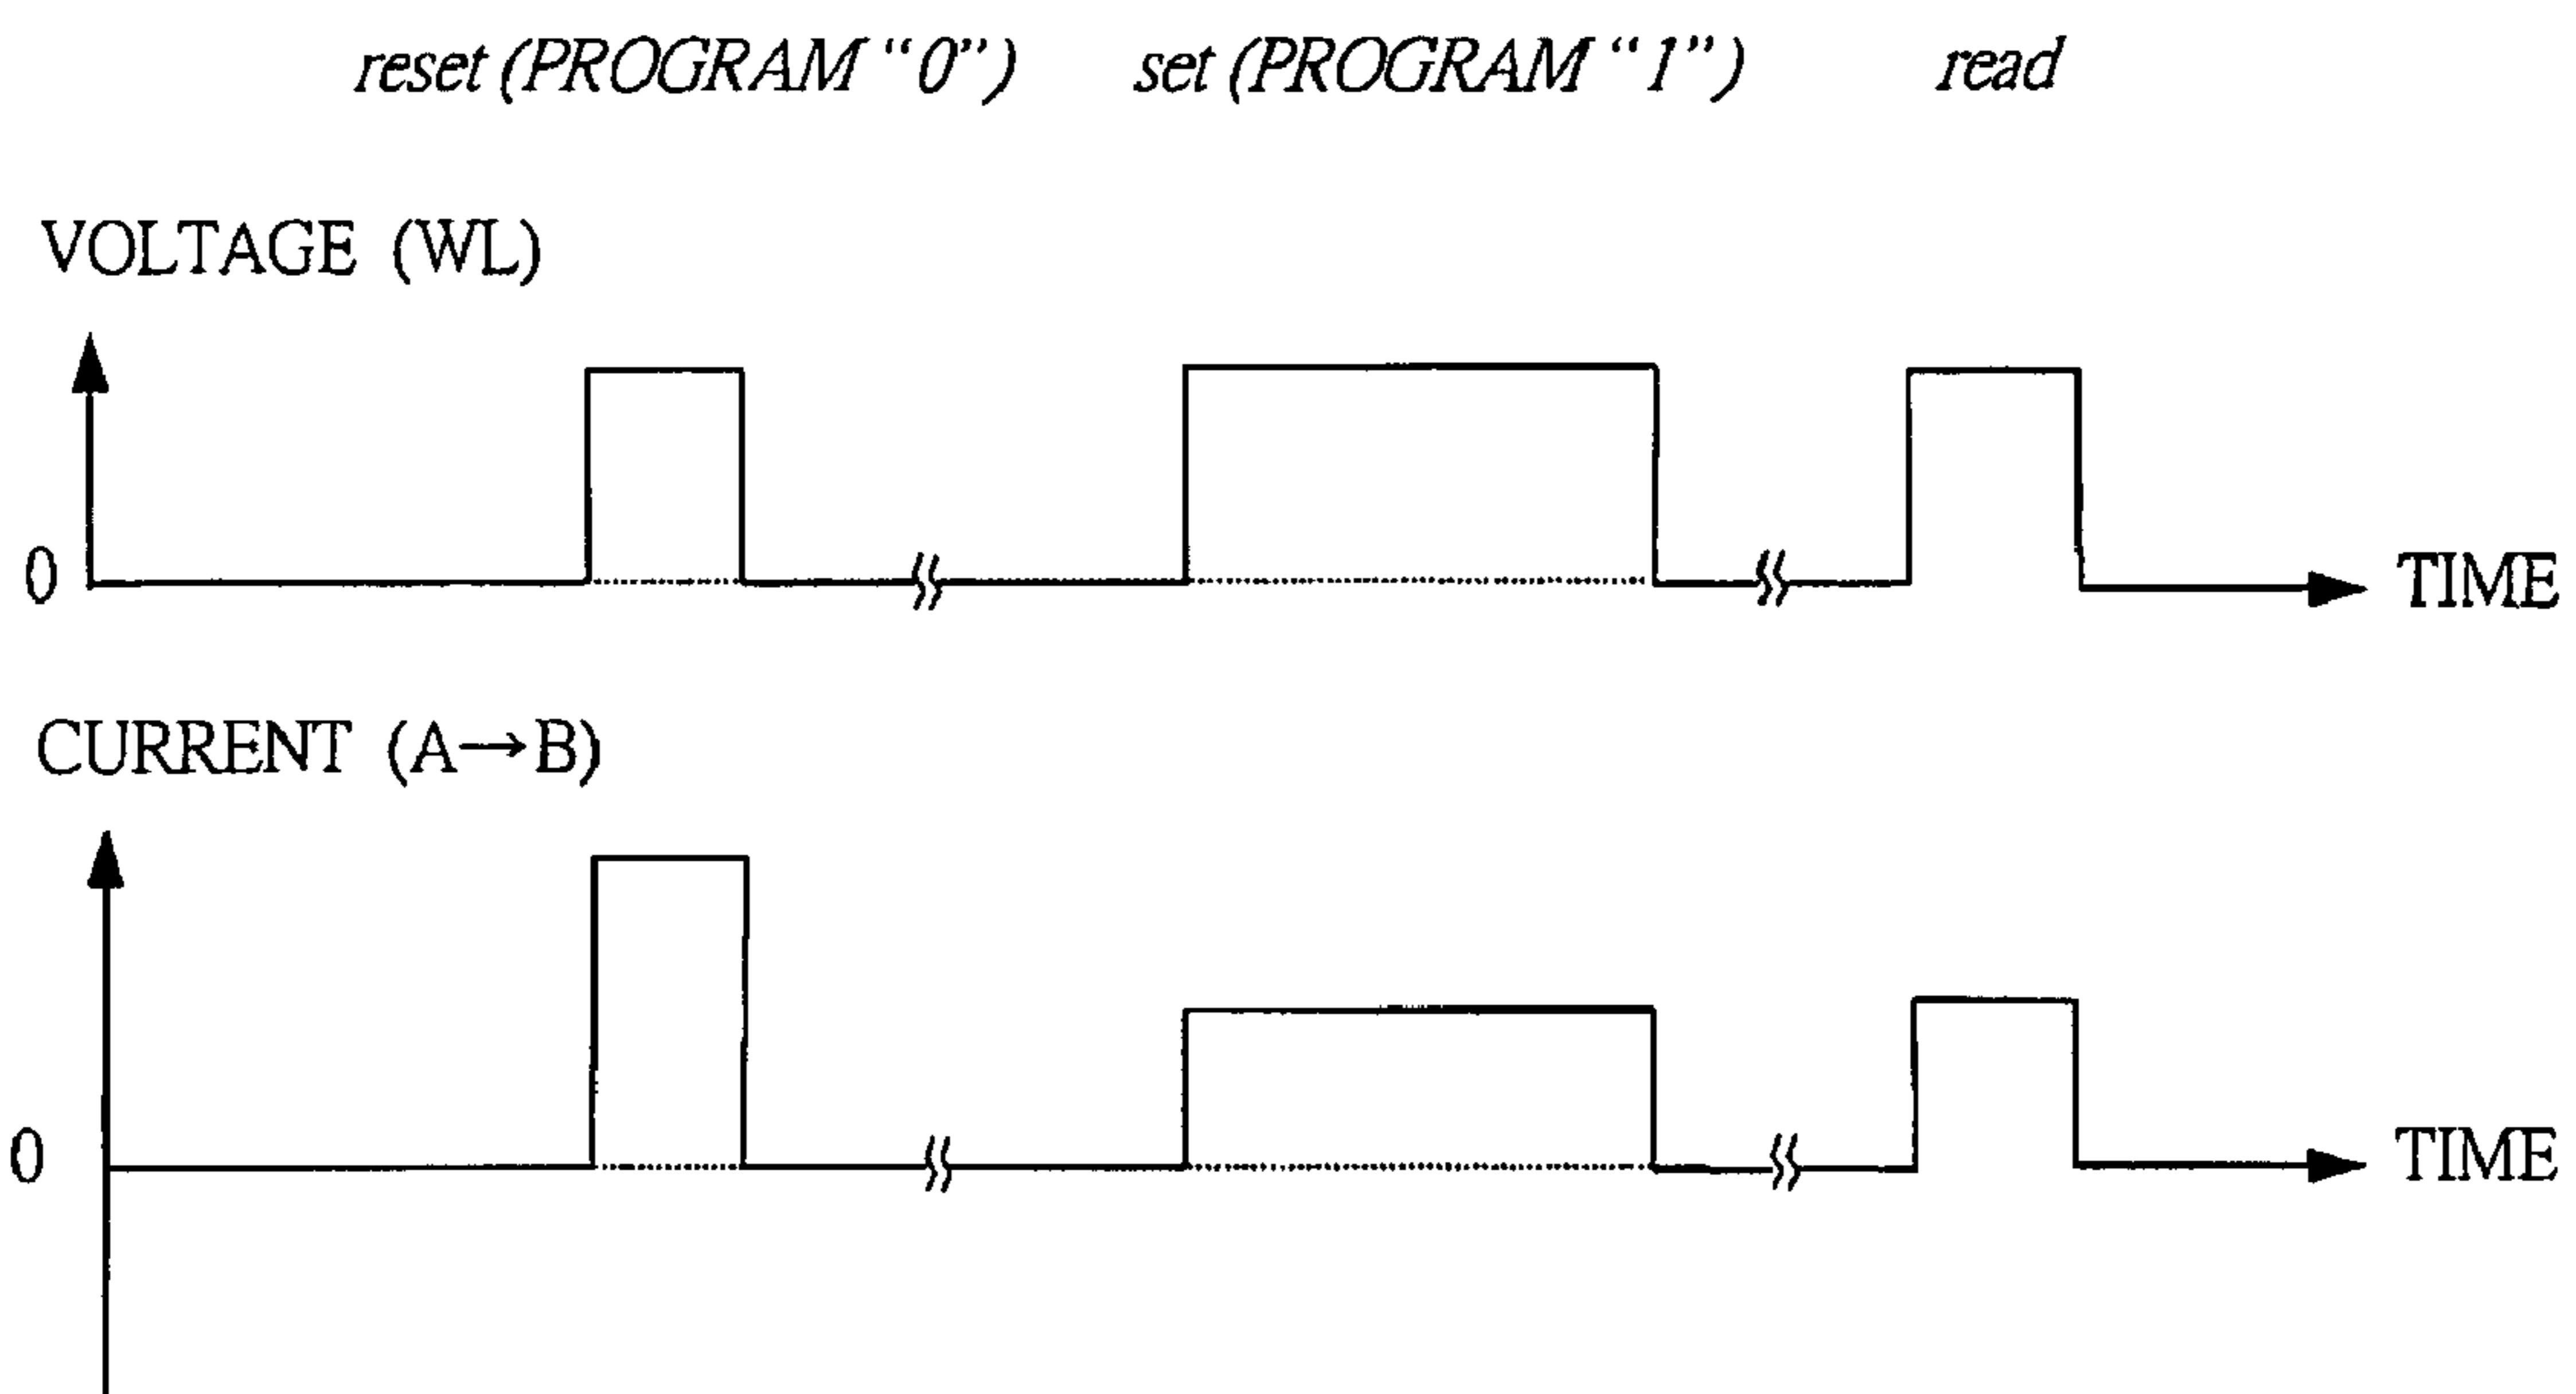 reset (PROGRAM “0”) set (PROGRAM “1”) read
VOLTAGE (WL)
0
TIME
CURRENT (A→B)
0
TIME